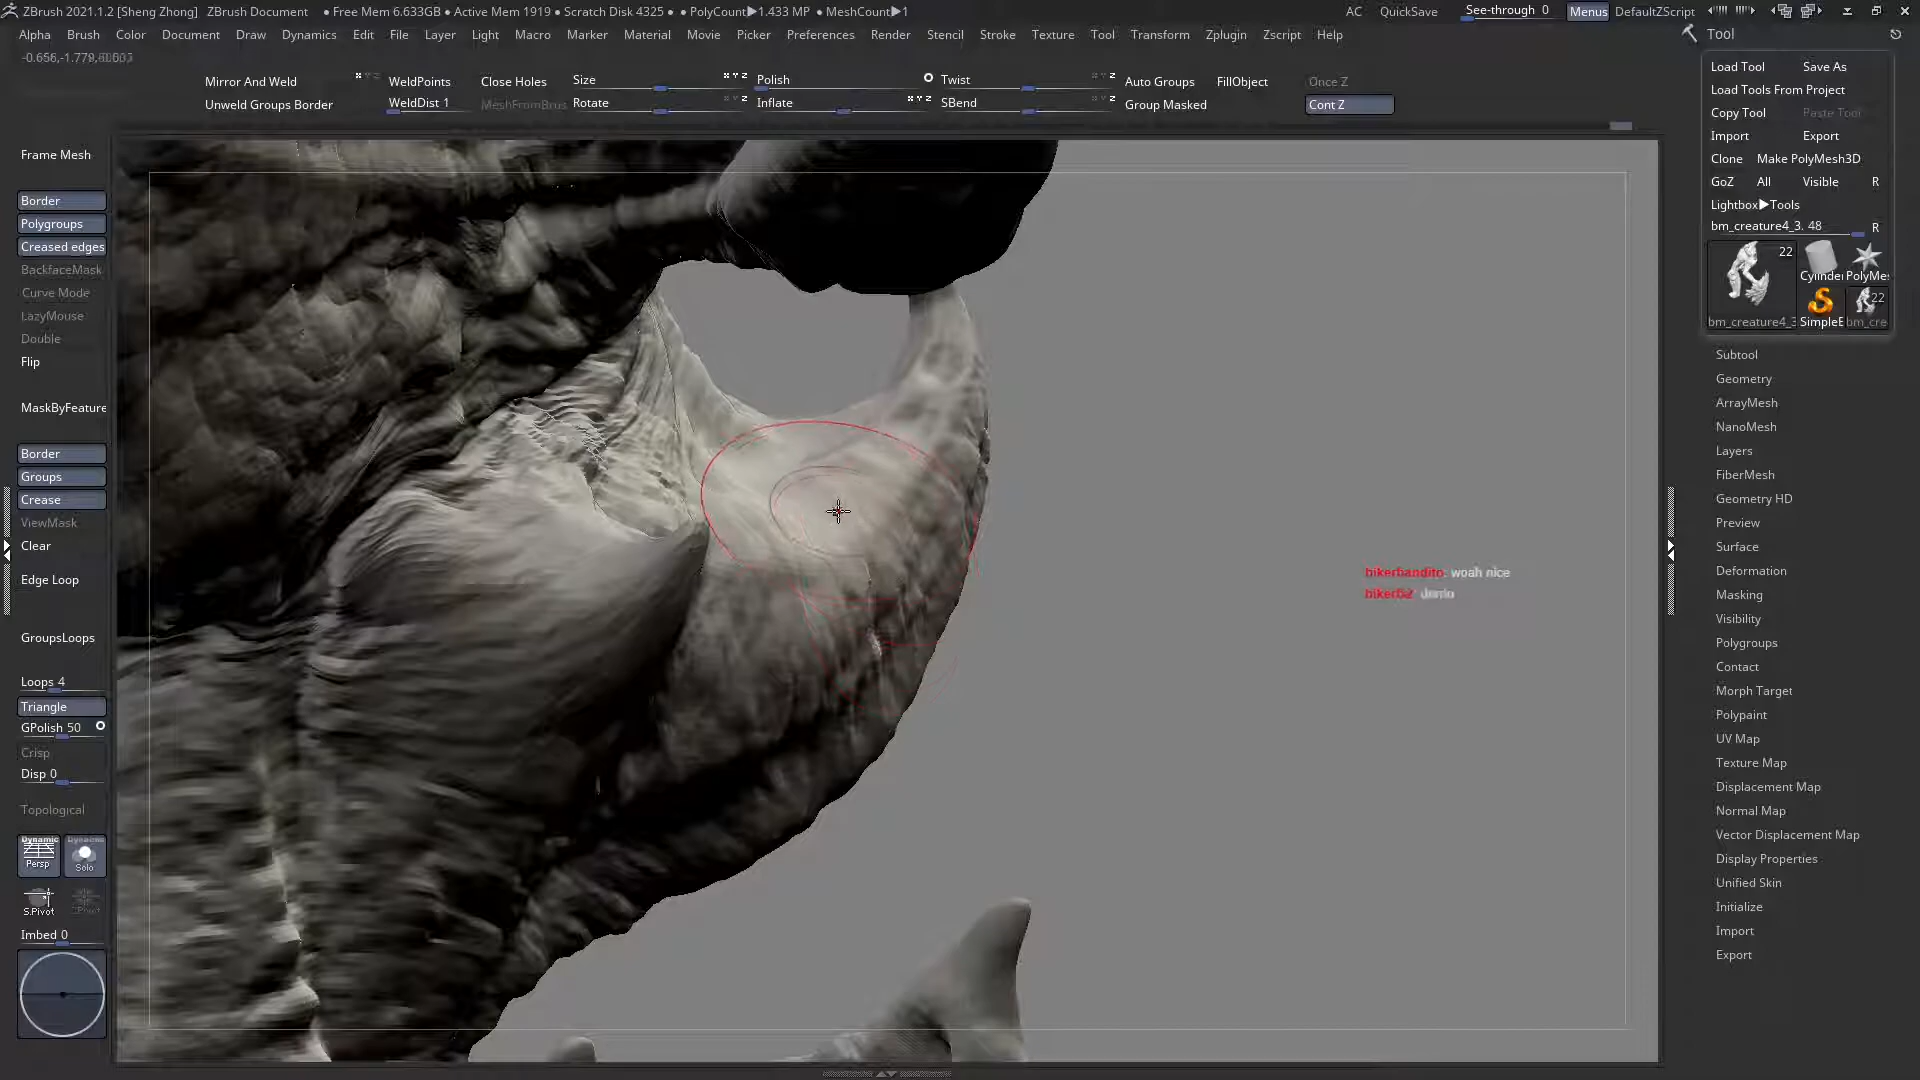 ZBrush 2021.1.2 [Sheng Zhong] ZBrush Document • Free Mem 6.633GB • Active Mem 1919 • Scratch Disk 4325 • • PolyCount▶1.433 MP • MeshCount▶1 AC QuickSave See-through 0 Menus DefaultZScript
Alpha Brush Color Document Draw Dynamics Edit File Layer Light Macro Marker Material Movie Picker Preferences Render Stencil Stroke Texture Tool Transform Zplugin Zscript Help
Mirror And Weld WeldPoints Close Holes Size Polish Twist Auto Groups FillObject Once Z
Unweld Groups Border WeldDist 1 MeshFromBrus Rotate Inflate SBend Group Masked Cont Z
Frame Mesh
Border
Polygroups
Creased edges
BackfaceMask
Curve Mode
LazyMouse
Double
Flip
MaskByFeature
Border
Groups
Crease
ViewMask
Clear
Edge Loop
GroupsLoops
Loops 4
Triangle
GPolish 50
Crisp
Disp 0
Topological
Dynamic
Persp Solo
S.Pivot
Imbed 0
bikerbandito: woah nice
Tool
Load Tool Save As
Load Tools From Project
Copy Tool Paste Tool
Import Export
Clone Make PolyMesh3D
GoZ All Visible R
Lightbox▶Tools
bm_creature4_3. 48 R
22
Cylinder PolyMes
22
bm_creature4_3 SimpleE bm_cre
Subtool
Geometry
ArrayMesh
NanoMesh
Layers
FiberMesh
Geometry HD
Preview
Surface
Deformation
Masking
Visibility
Polygroups
Contact
Morph Target
Polypaint
UV Map
Texture Map
Displacement Map
Normal Map
Vector Displacement Map
Display Properties
Unified Skin
Initialize
Import
Export